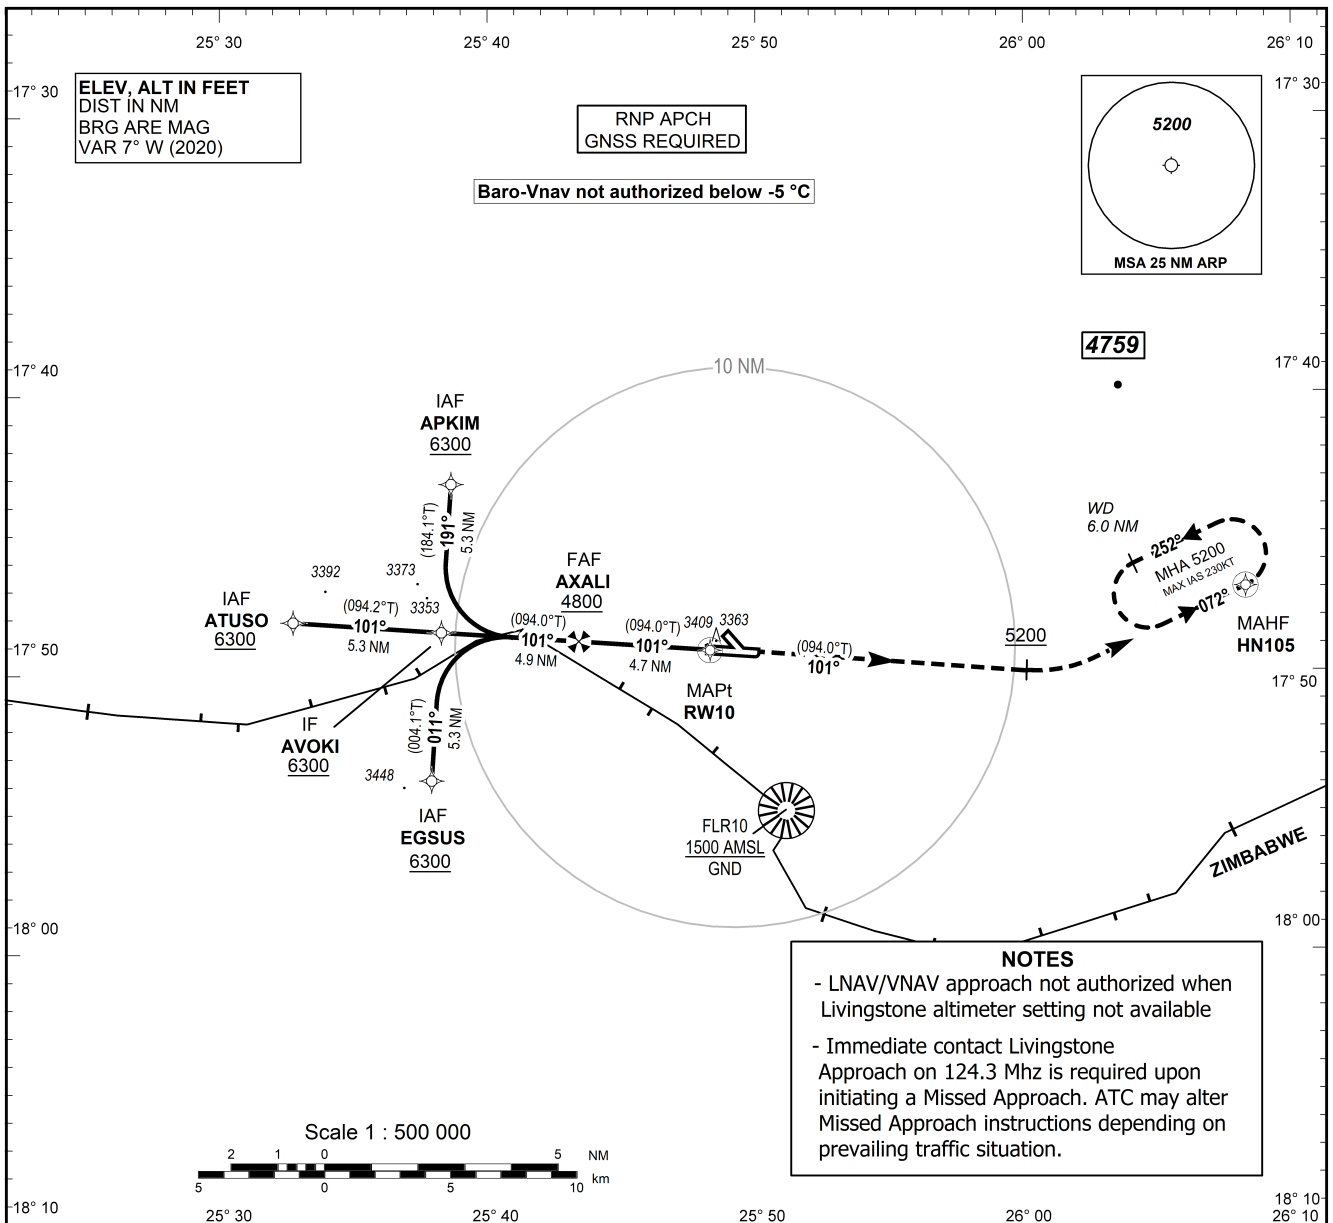 25° 30
25° 40
25° 50
26° 00
26° 10
17° 30
17° 30
ELEV, ALT IN FEET
DIST IN NM
BRG ARE MAG
VAR 7° W (2020)
RNP APCH
GNSS REQUIRED
Baro-Vnav not authorized below -5 °C
5200
MSA 25 NM ARP
4759
17° 40
17° 40
10 NM
IAF
APKIM
6300
(184.1°T)
191°
5.3 NM
WD
6.0 NM
252°
MHA 5200
MAX IAS 230KT
072°
MAHF
HN105
3392
3373
3353
FAF
AXALI
4800
IAF
ATUSO
6300
(094.2°T)
101°
5.3 NM
(094.0°T)
101°
4.9 NM
(094.0°T)
101°
4.7 NM
3409
3363
(094.0°T)
101°
5200
17° 50
17° 50
MAPt
RW10
IF
AVOKI
6300
(004.1°T)
011°
5.3 NM
3448
IAF
EGSUS
6300
FLR10
1500 AMSL
GND
ZIMBABWE
18° 00
18° 00
NOTES
- LNAV/VNAV approach not authorized when
Livingstone altimeter setting not available
- Immediate contact Livingstone
Approach on 124.3 Mhz is required upon
initiating a Missed Approach. ATC may alter
Missed Approach instructions depending on
prevailing traffic situation.
Scale 1 : 500 000
2 1 0 5 NM
5 0 5 10 km
18° 10
18° 10
25° 30
25° 40
25° 50
26° 00
26° 10